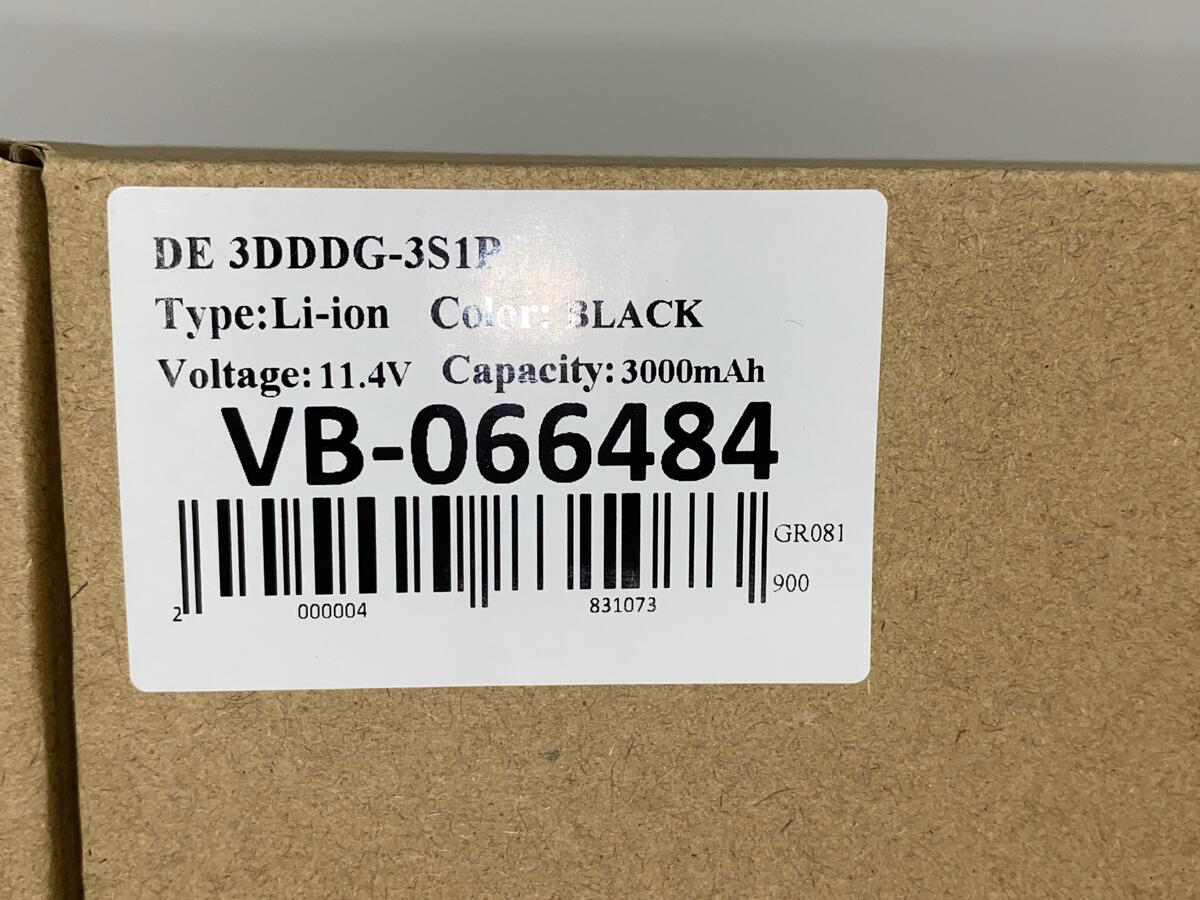 DE 3DDDG-3S1P
Type:Li-ion Color: BLACK
Voltage:11.4V Capacity:3000mAh
VB-066484
GR081
900
2 000004 831073